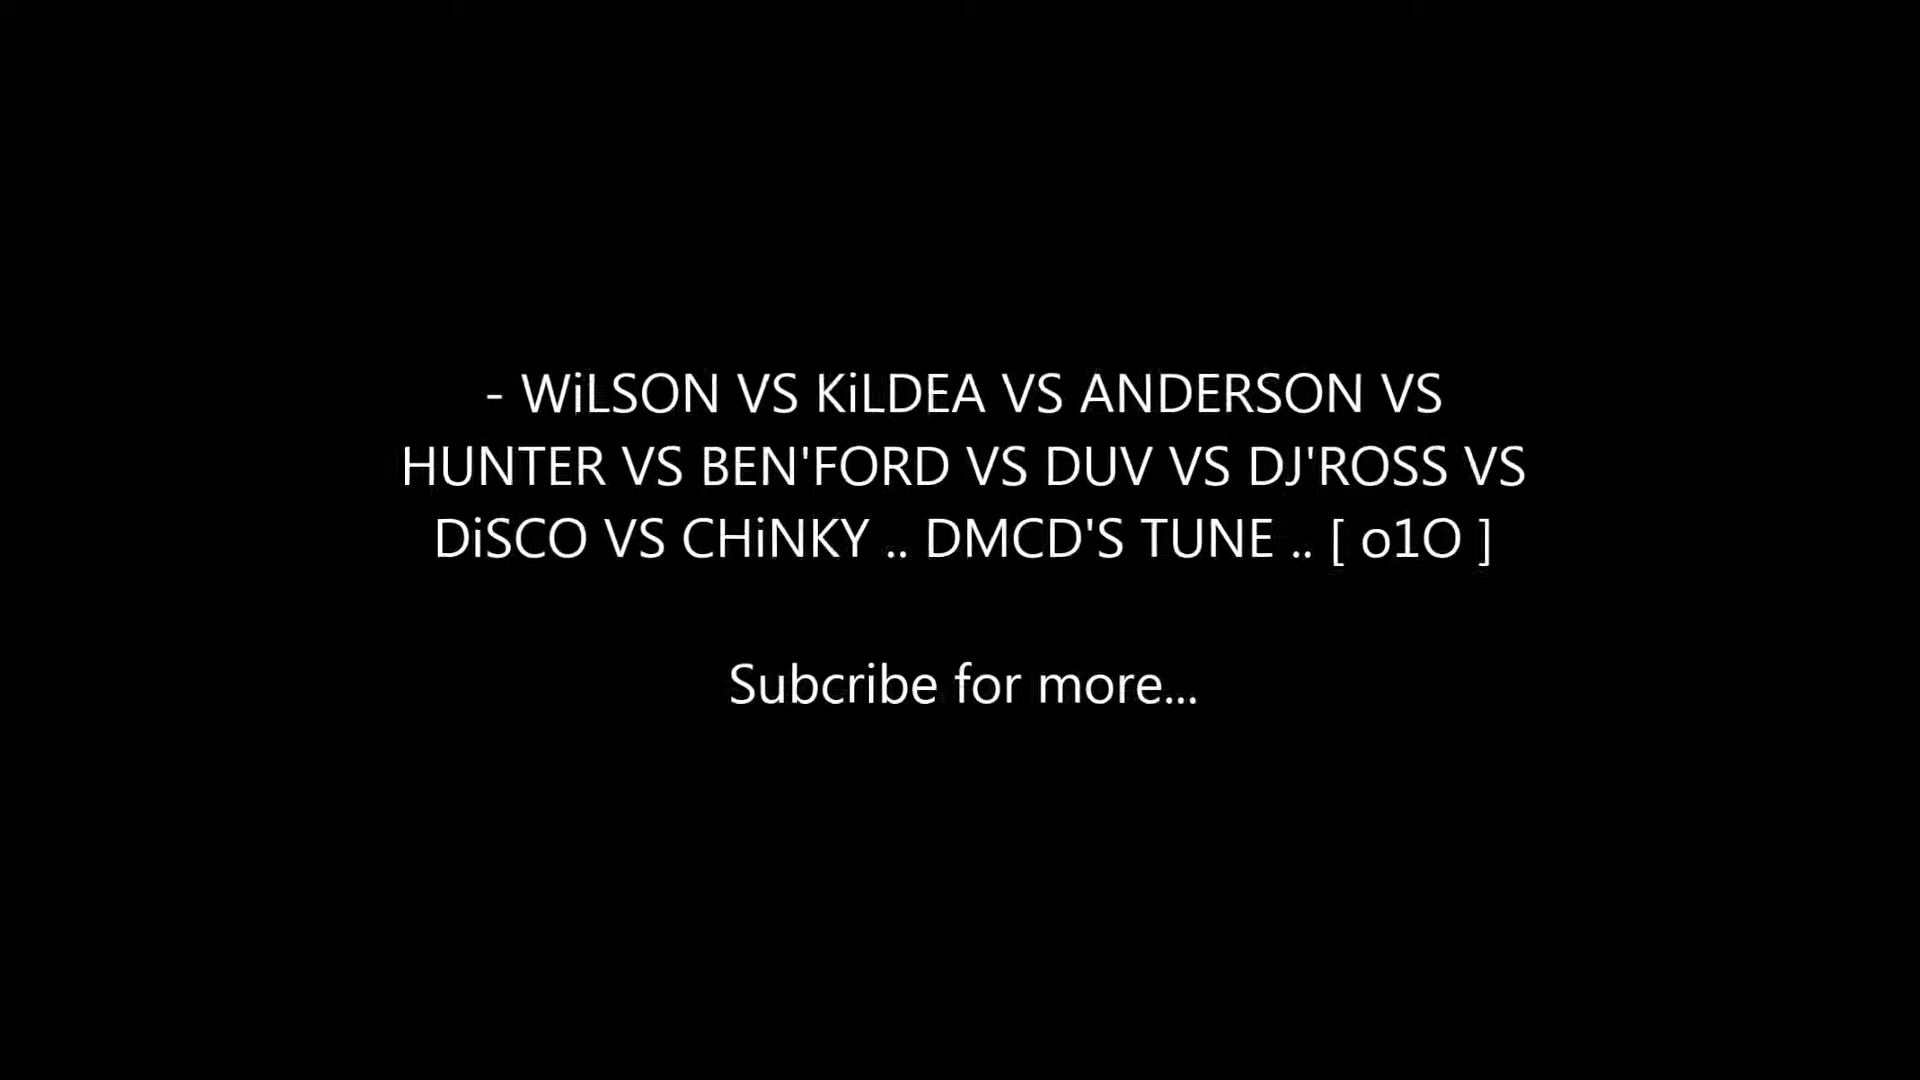 - WiLSON VS KiLDEA VS ANDERSON VS
HUNTER VS BEN'FORD VS DUV VS DJ'ROSS VS
DiSCO VS CHiNKY .. DMCD'S TUNE .. [ o1O ]
Subcribe for more...